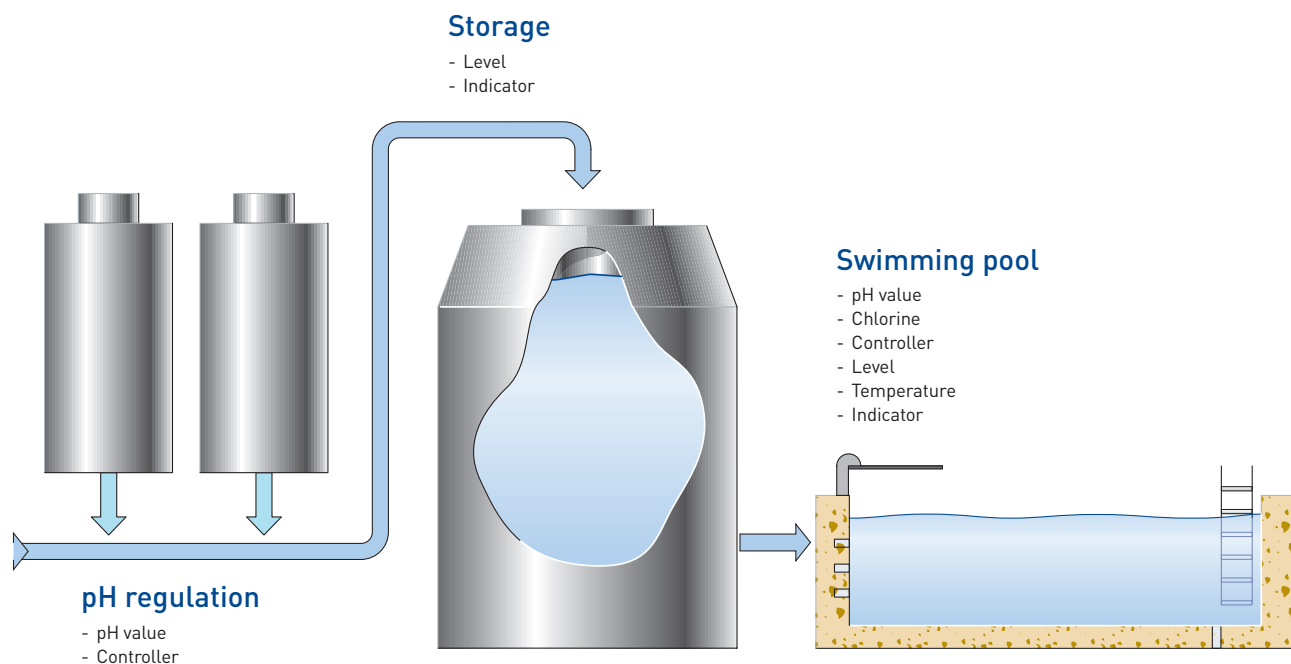 Storage
- Level
- Indicator
Swimming pool
- pH value
- Chlorine
- Controller
- Level
- Temperature
- Indicator
pH regulation
- pH value
- Controller